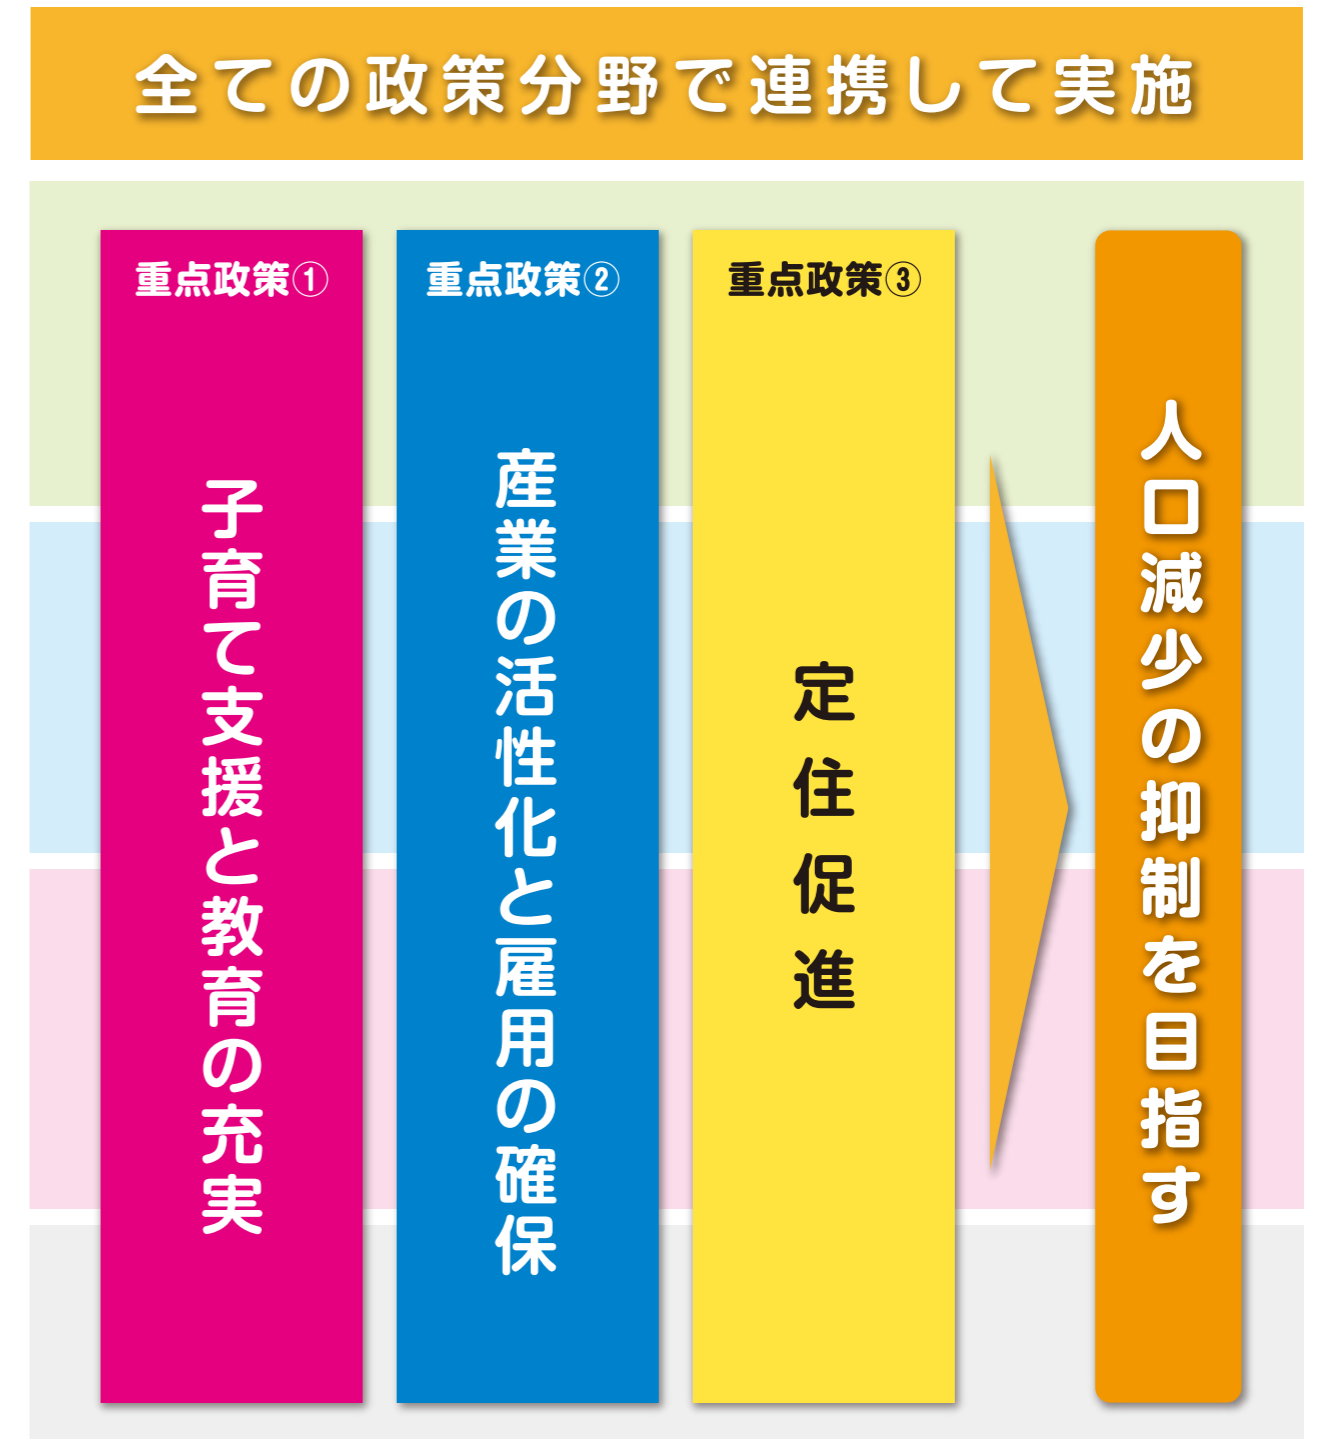 全ての政策分野で連携して実施
重点政策①
子育て支援と教育の充実
重点政策②
産業の活性化と雇用の確保
重点政策③
定住促進
人口減少の抑制を目指す